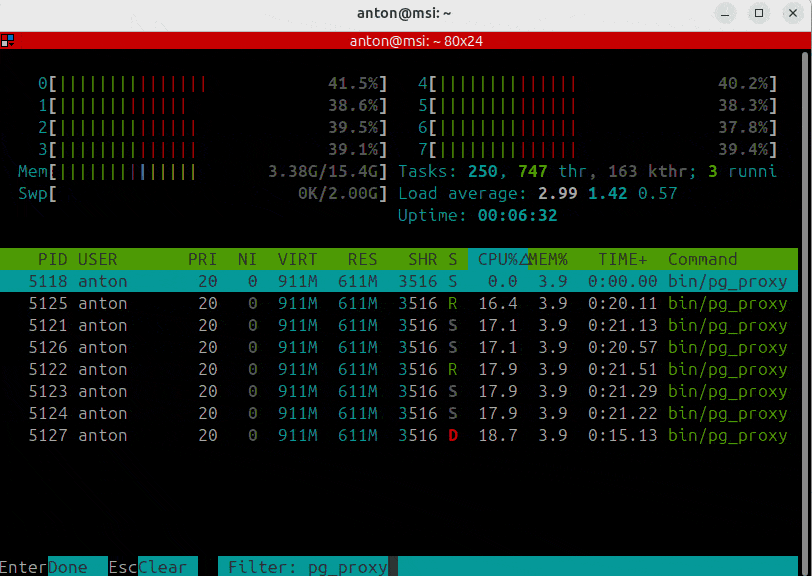 anton@msi: ~
anton@msi: ~ 80x24
0[|||||||||||||||         41.5%]   4[||||||||||||||          40.2%]
1[|||||||||||||           38.6%]   5[||||||||||||||          38.3%]
2[||||||||||||||          39.5%]   6[||||||||||||||          37.8%]
3[||||||||||||||          39.1%]   7[||||||||||||||          39.4%]
Mem[||||||||||||||  3.38G/15.4G]   Tasks: 250, 747 thr, 163 kthr; 3 runni
Swp[                   0K/2.00G]   Load average: 2.99 1.42 0.57
Uptime: 00:06:32
PID USER PRI NI VIRT RES SHR S CPU%△MEM% TIME+ Command
5118 anton 20 0 911M 611M 3516 S 0.0 3.9 0:00.00 bin/pg_proxy
5125 anton 20 0 911M 611M 3516 R 16.4 3.9 0:20.11 bin/pg_proxy
5121 anton 20 0 911M 611M 3516 S 17.1 3.9 0:21.13 bin/pg_proxy
5126 anton 20 0 911M 611M 3516 S 17.1 3.9 0:20.57 bin/pg_proxy
5122 anton 20 0 911M 611M 3516 R 17.9 3.9 0:21.51 bin/pg_proxy
5123 anton 20 0 911M 611M 3516 S 17.9 3.9 0:21.29 bin/pg_proxy
5124 anton 20 0 911M 611M 3516 S 17.9 3.9 0:21.22 bin/pg_proxy
5127 anton 20 0 911M 611M 3516 D 18.7 3.9 0:15.13 bin/pg_proxy
EnterDone EscClear Filter: pg_proxy